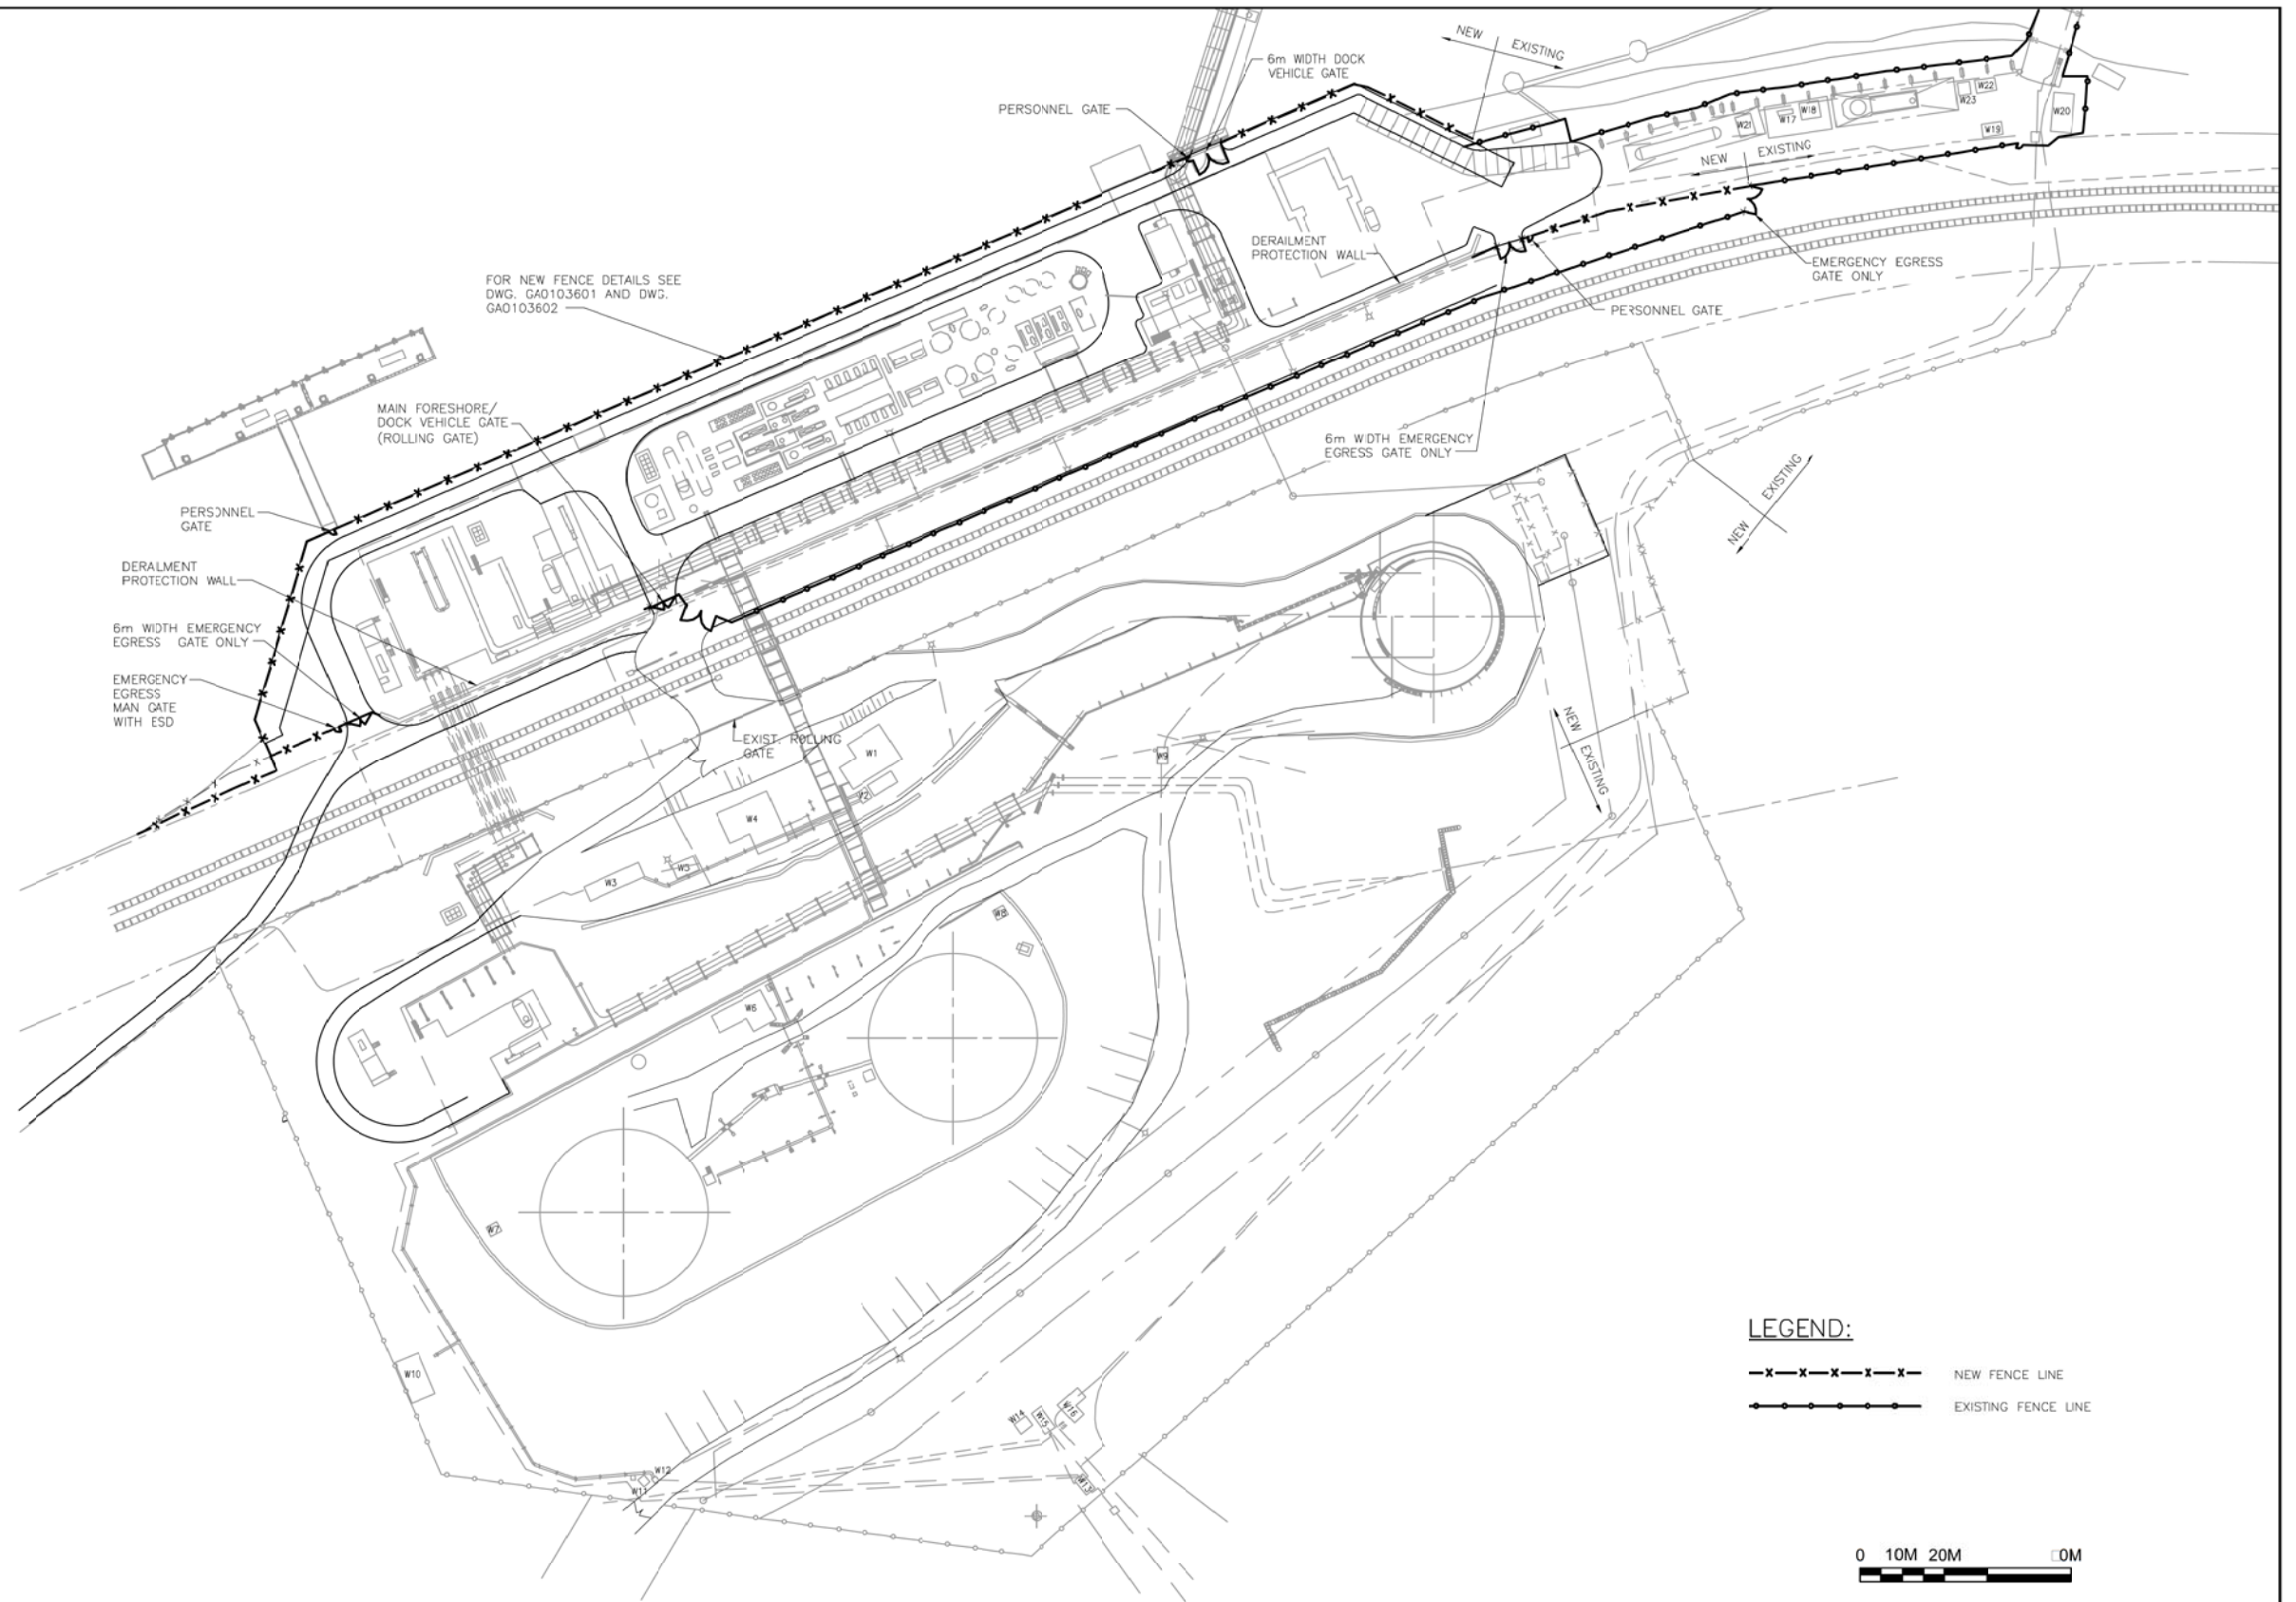 NEW
EXISTING
6m WIDTH DOCK
VEHICLE GATE
PERSONNEL GATE
W22
W23
W18
W17
W21
W20
W19
NEW
EXISTING
DERAILMENT
PROTECTION WALL
EMERGENCY EGRESS
GATE ONLY
PERSONNEL GATE
FOR NEW FENCE DETAILS SEE
DWG. GA0103601 AND DWG.
GA0103602
MAIN FORESHORE/
DOCK VEHICLE GATE
(ROLLING GATE)
6m WIDTH EMERGENCY
EGRESS GATE ONLY
EXISTING
NEW
PERSONNEL
GATE
DERALMENT
PROTECTION WALL
6m WIDTH EMERGENCY
EGRESS GATE ONLY
EMERGENCY
EGRESS
MAN GATE
WITH ESD
EXIST. ROLLING
GATE
W1
W9
NEW
EXISTING
W2
W4
W3
W8
W6
W7
W10
W14
W15
W16
W12
W11
W13
LEGEND:
NEW FENCE LINE
EXISTING FENCE LINE
0 10M 20M 0M